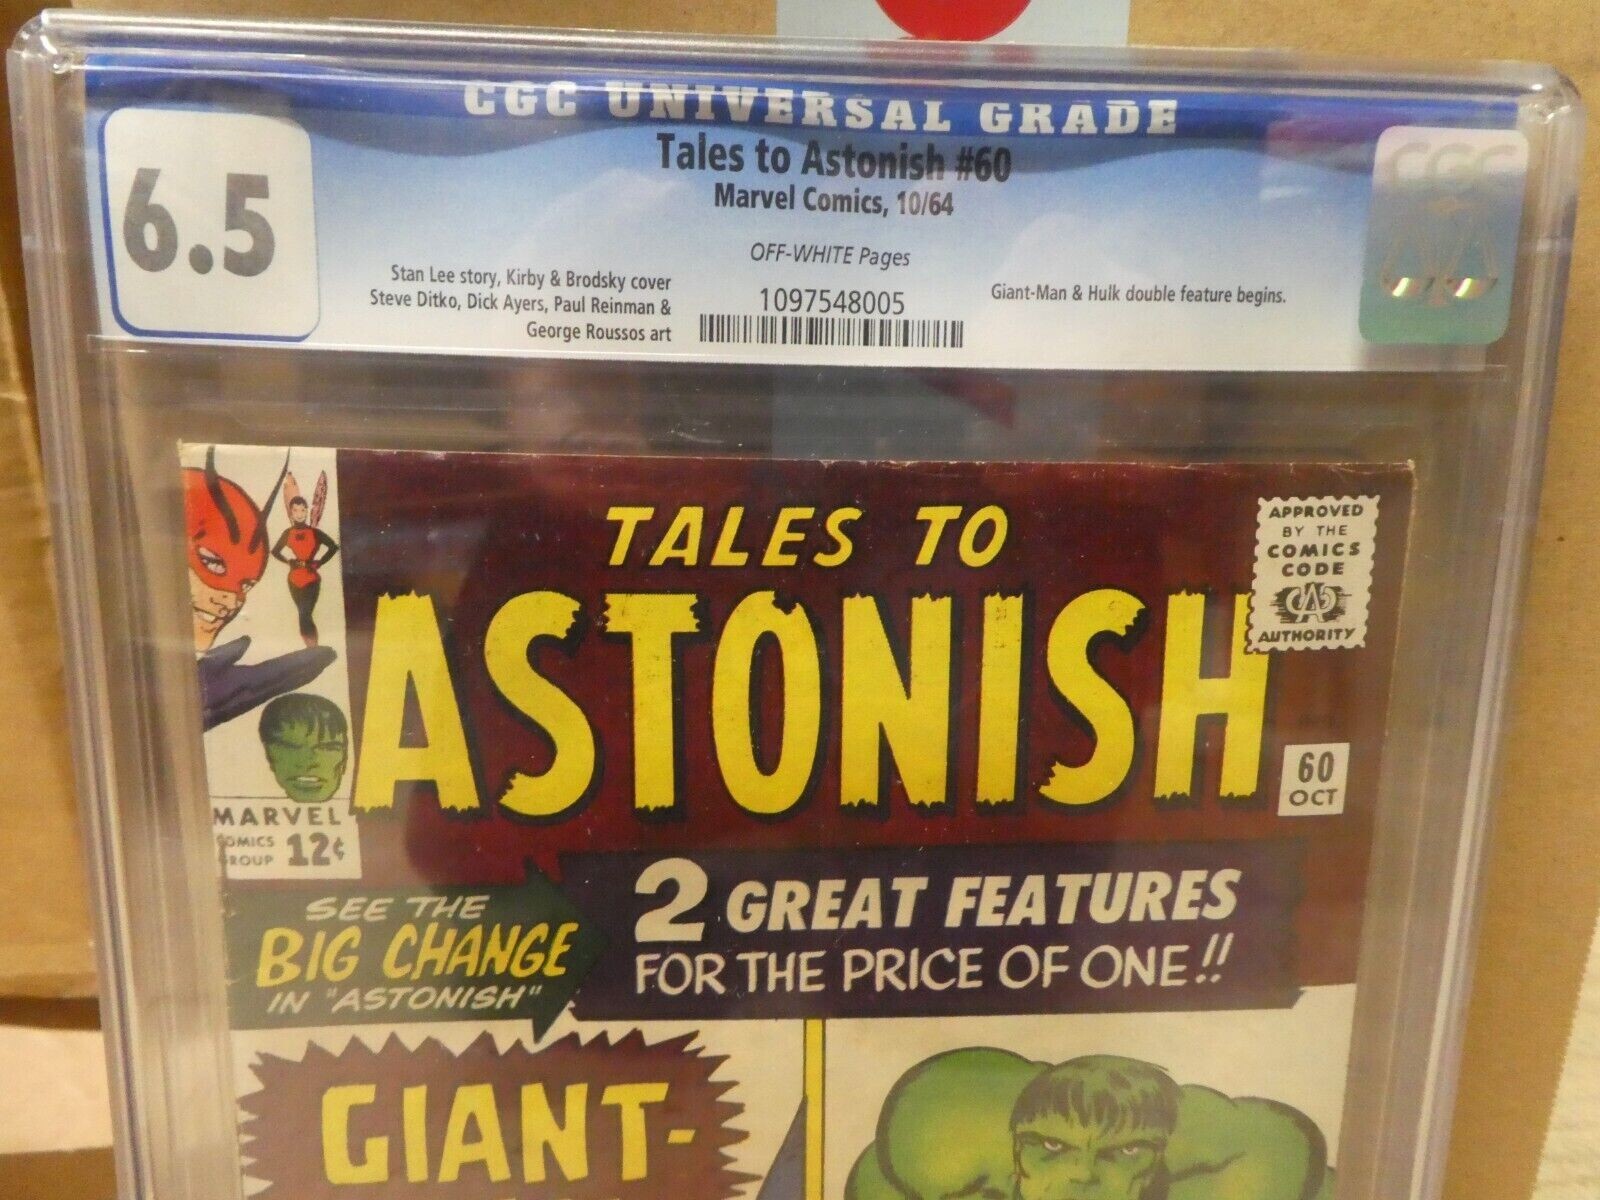 CGC UNIVERSAL GRADE
6.5
Tales to Astonish #60
Marvel Comics, 10/64
OFF-WHITE Pages
Stan Lee story, Kirby & Brodsky cover
Steve Ditko, Dick Ayers, Paul Reinman &
George Roussos art
1097548005
Giant-Man & Hulk double feature begins.
CGC
TALES TO
ASTONISH
APPROVED
BY THE
COMICS
CODE
CA
AUTHORITY
60
OCT
MARVEL
COMICS
GROUP
12¢
SEE THE
BIG CHANGE
IN "ASTONISH"
2 GREAT FEATURES
FOR THE PRICE OF ONE!!
GIANT-